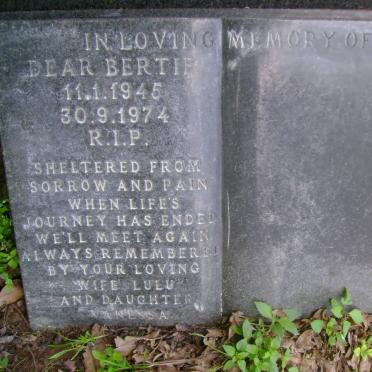 IN LOVING MEMORY OF
DEAR BERTIE
11.1.1945
30.9.1974
R.I.P.
SHELTERED FROM
SORROW AND PAIN
WHEN LIFE'S
JOURNEY HAS ENDED
WE'LL MEET AGAIN
ALWAYS REMEMBERED
BY YOUR LOVING
WIFE LULU
AND DAUGHTER
VANESSA